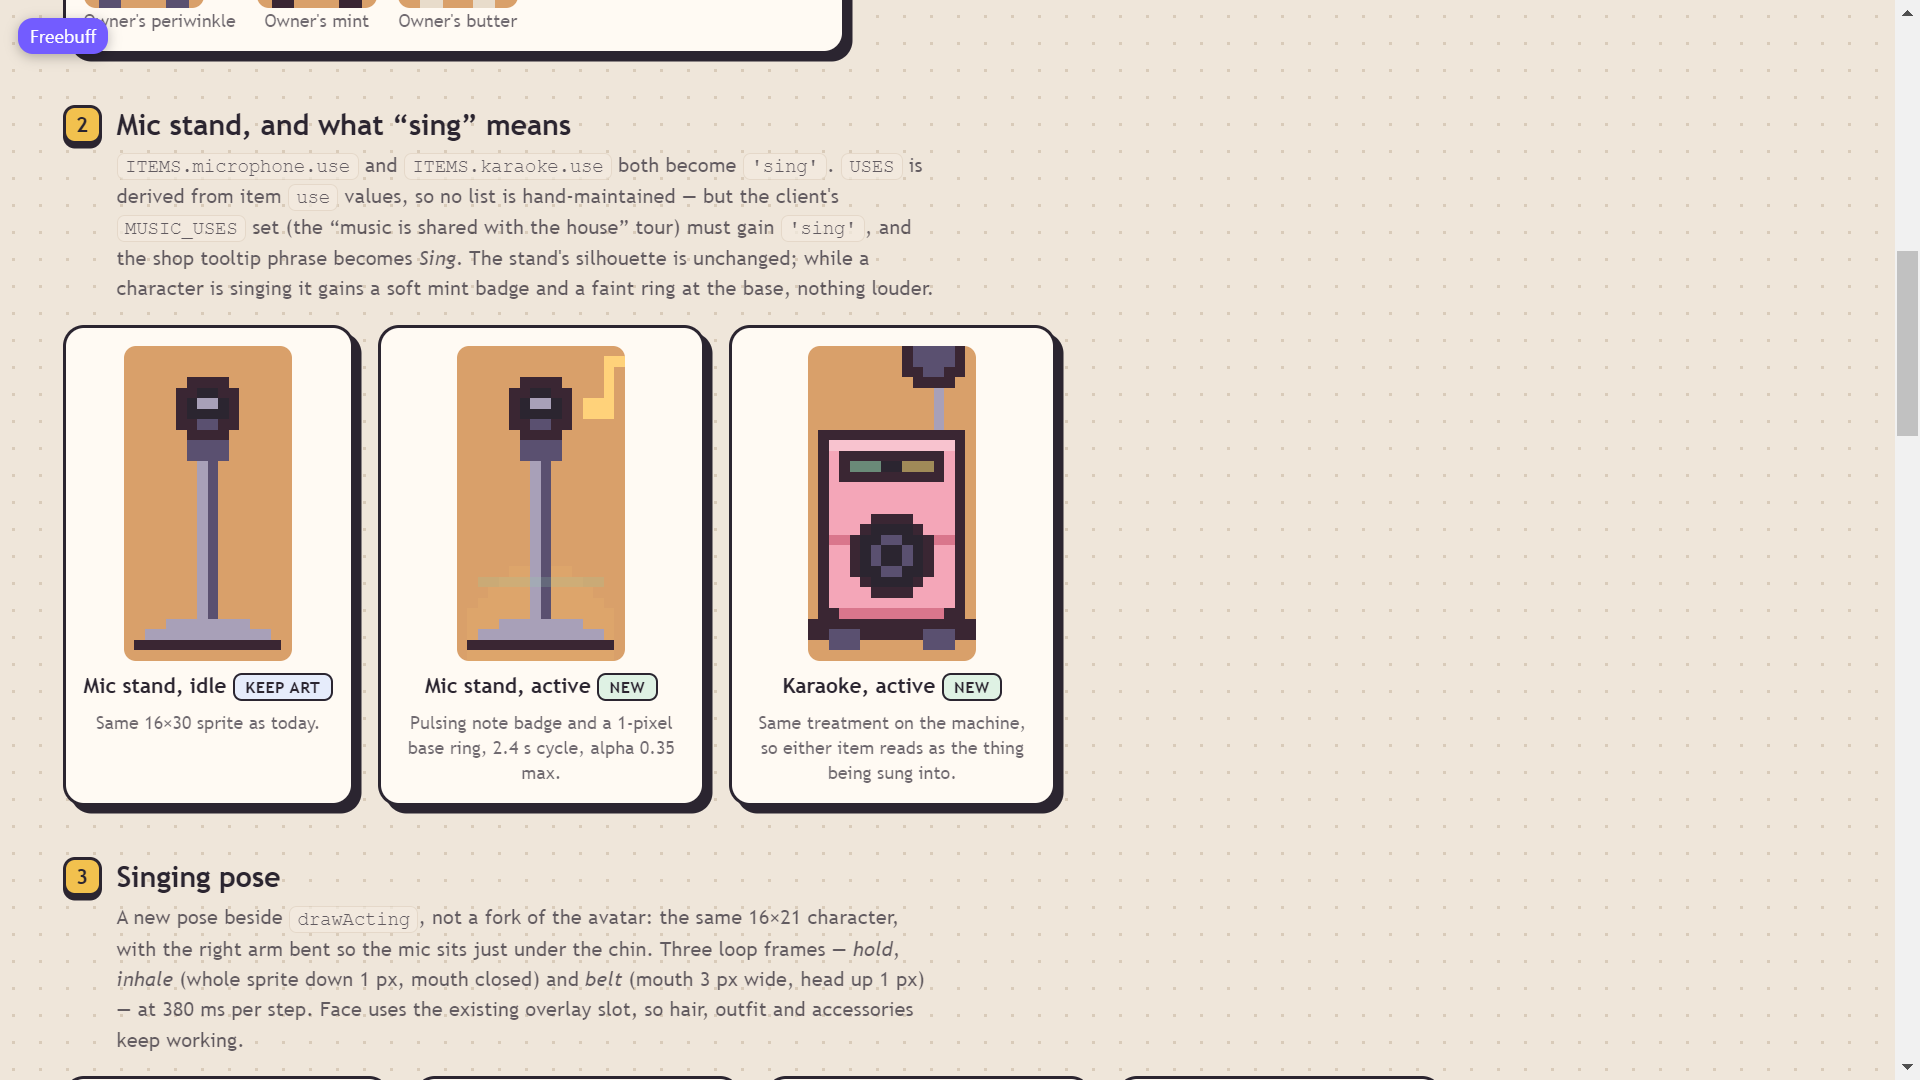 Owner's periwinkle
Owner's mint
Owner's butter
Freebuff
2
Mic stand, and what “sing” means
ITEMS.microphone.use and ITEMS.karaoke.use both become 'sing'. USES is
derived from item use values, so no list is hand-maintained — but the client's
MUSIC_USES set (the “music is shared with the house” tour) must gain 'sing', and
the shop tooltip phrase becomes Sing. The stand's silhouette is unchanged; while a
character is singing it gains a soft mint badge and a faint ring at the base, nothing louder.
Mic stand, idle KEEP ART
Same 16×30 sprite as today.
Mic stand, active NEW
Pulsing note badge and a 1-pixel
base ring, 2.4 s cycle, alpha 0.35
max.
Karaoke, active NEW
Same treatment on the machine,
so either item reads as the thing
being sung into.
3
Singing pose
A new pose beside drawActing, not a fork of the avatar: the same 16×21 character,
with the right arm bent so the mic sits just under the chin. Three loop frames — hold,
inhale (whole sprite down 1 px, mouth closed) and belt (mouth 3 px wide, head up 1 px)
— at 380 ms per step. Face uses the existing overlay slot, so hair, outfit and accessories
keep working.